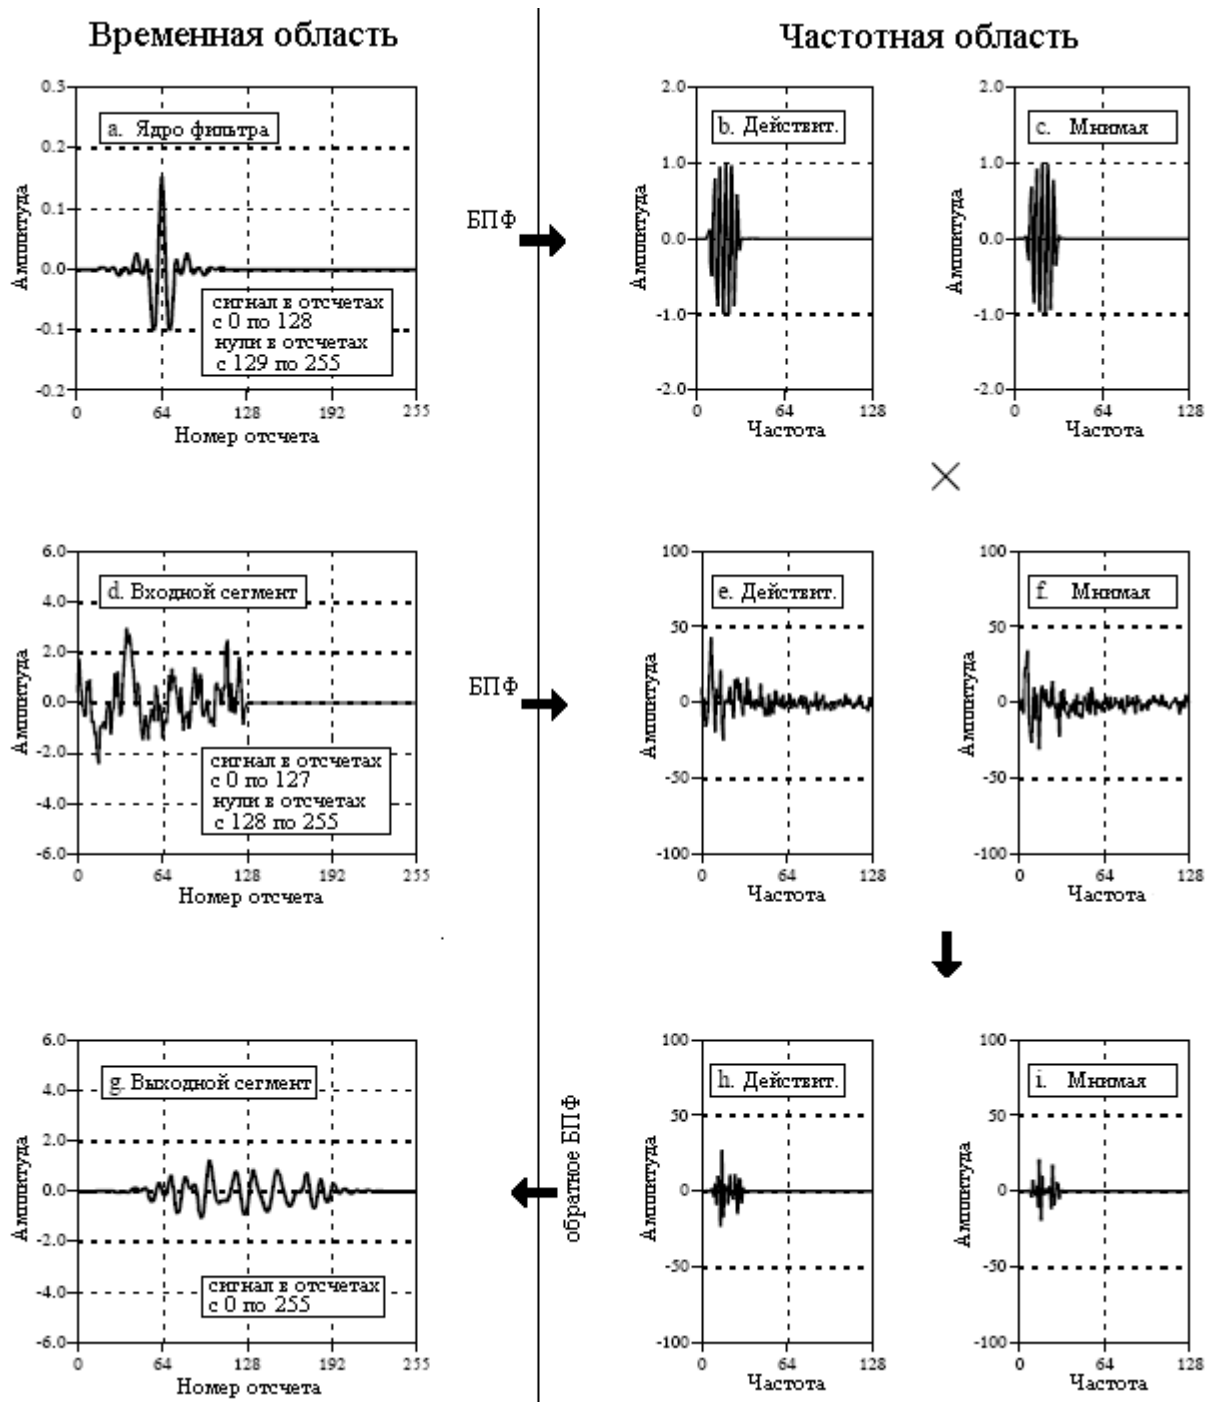 Временная область
Частотная область
0.3
0.2
0.1
0.0
-0.1
-0.2
Амплитуда
a. Ядро фильтра
сигнал в отсчетах
с 0 по 128
нули в отсчетах
с 129 по 255
0 64 128 192 255
Номер отсчета
БПФ
2.0
1.0
0.0
-1.0
-2.0
Амплитуда
b. Действит.
0 64 128
Частота
2.0
1.0
0.0
-1.0
-2.0
Амплитуда
c. Мнимая
0 64 128
Частота
×
6.0
4.0
2.0
0.0
-2.0
-4.0
-6.0
Амплитуда
d. Входной сегмент
сигнал в отсчетах
с 0 по 127
нули в отсчетах
с 128 по 255
0 64 128 192 255
Номер отсчета
БПФ
100
50
0
-50
-100
Амплитуда
e. Действит.
0 64 128
Частота
100
50
0
-50
-100
Амплитуда
f. Мнимая
0 64 128
Частота
6.0
4.0
2.0
0.0
-2.0
-4.0
-6.0
Амплитуда
g. Выходной сегмент
сигнал в отсчетах
с 0 по 255
0 64 128 192 255
Номер отсчета
обратное БПФ
100
50
0
-50
-100
Амплитуда
h. Действит.
0 64 128
Частота
100
50
0
-50
-100
Амплитуда
i. Мнимая
0 64 128
Частота